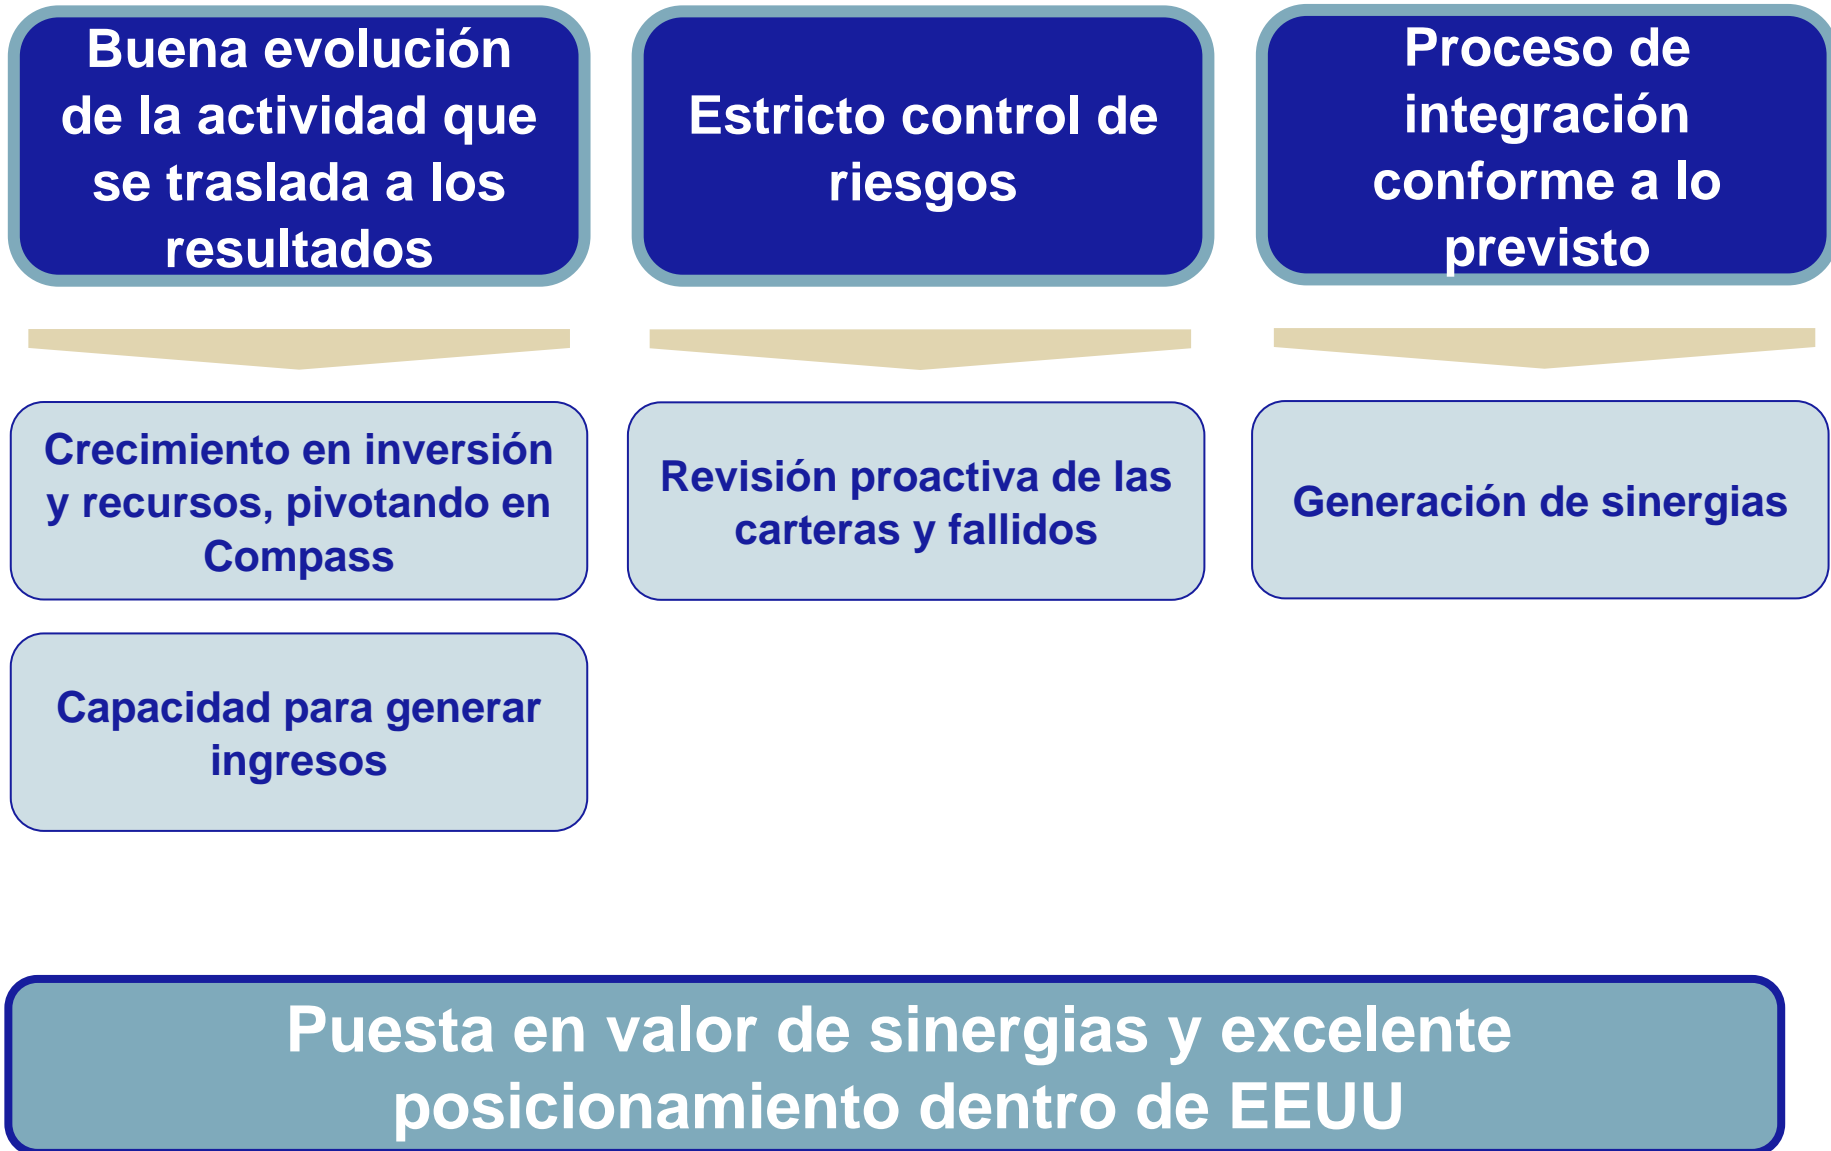 Buena evolución
de la actividad que
se traslada a los
resultados
Estricto control de
riesgos
Proceso de
integración
conforme a lo
previsto
Crecimiento en inversión
y recursos, pivotando en
Compass
Revisión proactiva de las
carteras y fallidos
Generación de sinergias
Capacidad para generar
ingresos
Puesta en valor de sinergias y excelente
posicionamiento dentro de EEUU